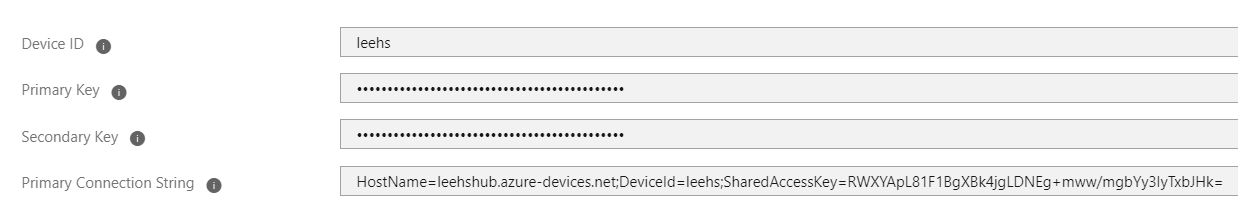 Device ID
leehs
Primary Key
••••••••••••••••••••••••••••••••••••••••••••
Secondary Key
••••••••••••••••••••••••••••••••••••••••••••
Primary Connection String
HostName=leehshub.azure-devices.net;DeviceId=leehs;SharedAccessKey=RWXYApL81F1BgXBk4jgLDNEg+mww/mgbYy3IyTxbJHk=